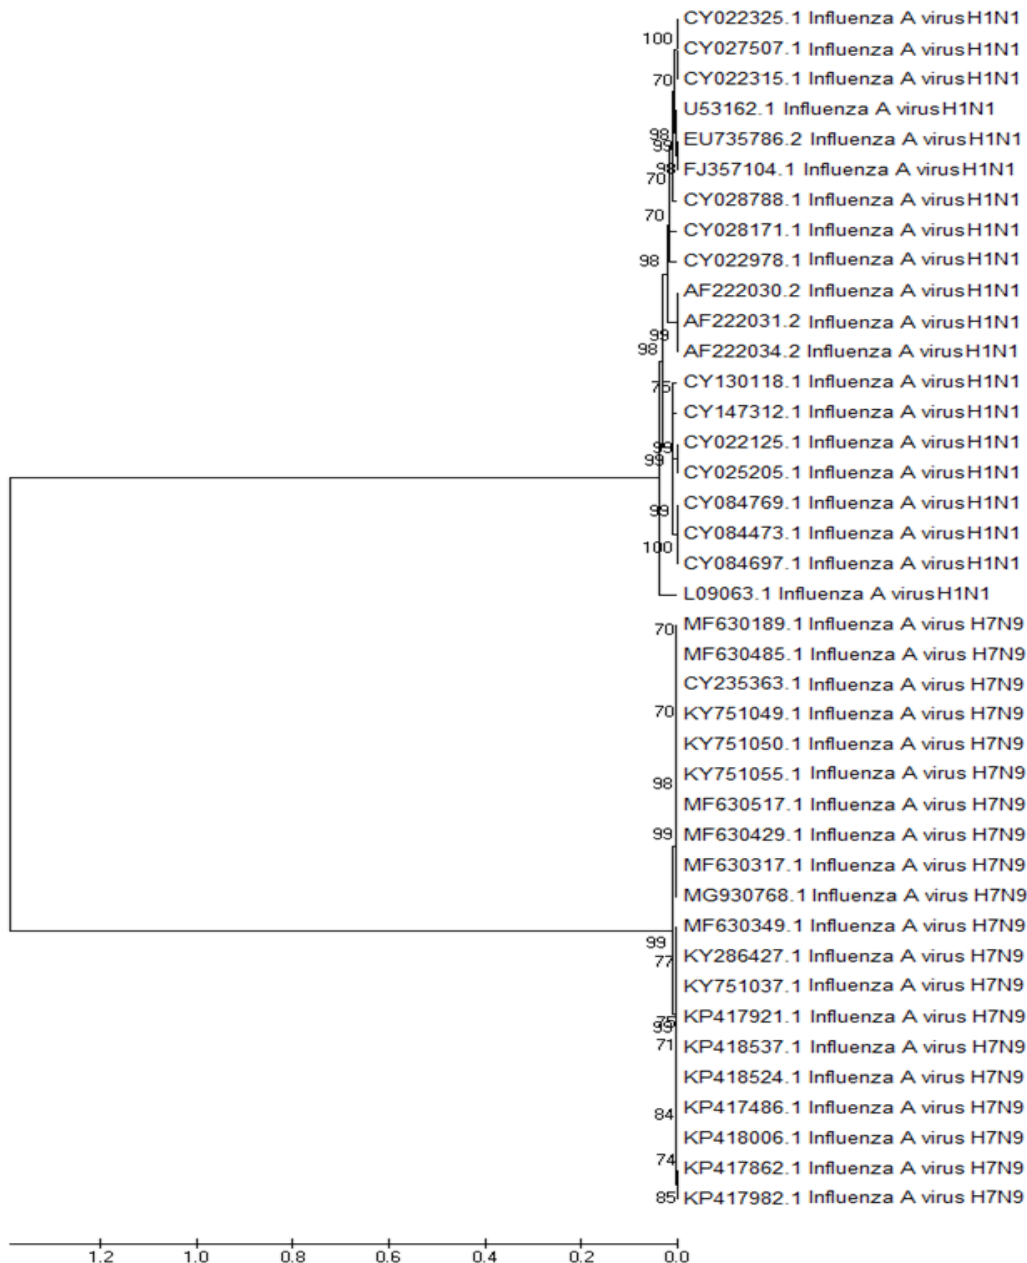 CY022325.1 Influenza A virus H1N1
100
CY027507.1 Influenza A virus H1N1
70
CY022315.1 Influenza A virus H1N1
U53162.1 Influenza A virus H1N1
98
EU735786.2 Influenza A virus H1N1
99
98
FJ357104.1 Influenza A virus H1N1
70
CY028788.1 Influenza A virus H1N1
70
CY028171.1 Influenza A virus H1N1
98
CY022978.1 Influenza A virus H1N1
AF222030.2 Influenza A virus H1N1
AF222031.2 Influenza A virus H1N1
99
98
AF222034.2 Influenza A virus H1N1
CY130118.1 Influenza A virus H1N1
75
CY147312.1 Influenza A virus H1N1
CY022125.1 Influenza A virus H1N1
99
99
CY025205.1 Influenza A virus H1N1
CY084769.1 Influenza A virus H1N1
99
CY084473.1 Influenza A virus H1N1
100
CY084697.1 Influenza A virus H1N1
L09063.1 Influenza A virus H1N1
70
MF630189.1 Influenza A virus H7N9
MF630485.1 Influenza A virus H7N9
CY235363.1 Influenza A virus H7N9
70
KY751049.1 Influenza A virus H7N9
KY751050.1 Influenza A virus H7N9
KY751055.1 Influenza A virus H7N9
98
MF630517.1 Influenza A virus H7N9
99
MF630429.1 Influenza A virus H7N9
MF630317.1 Influenza A virus H7N9
MG930768.1 Influenza A virus H7N9
MF630349.1 Influenza A virus H7N9
99
77
KY286427.1 Influenza A virus H7N9
KY751037.1 Influenza A virus H7N9
75
99
KP417921.1 Influenza A virus H7N9
71
KP418537.1 Influenza A virus H7N9
KP418524.1 Influenza A virus H7N9
84
KP417486.1 Influenza A virus H7N9
KP418006.1 Influenza A virus H7N9
74
KP417862.1 Influenza A virus H7N9
85
KP417982.1 Influenza A virus H7N9
1.2 1.0 0.8 0.6 0.4 0.2 0.0